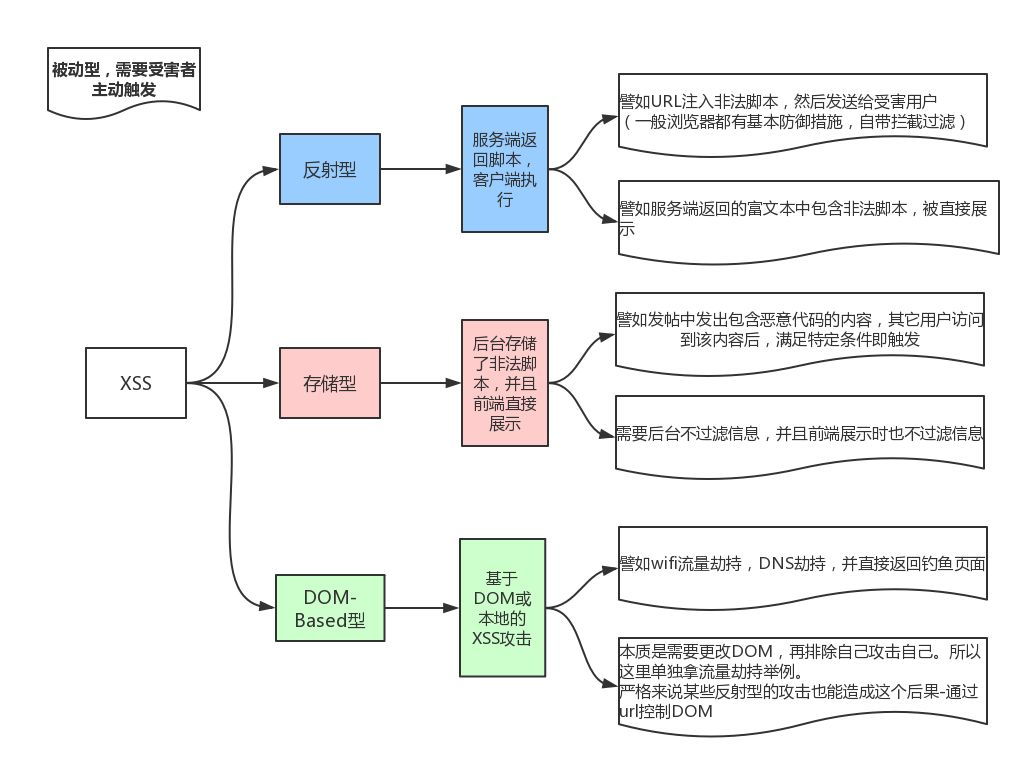 被动型，需要受害者
主动触发
XSS
反射型
服务端返
回脚本，
客户端执
行
譬如URL注入非法脚本，然后发送给受害用户
（一般浏览器都有基本防御措施，自带拦截过滤）
譬如服务端返回的富文本中包含非法脚本，被直接展
示
存储型
后台存储
了非法脚
本，并且
前端直接
展示
譬如发帖中发出包含恶意代码的内容，其它用户访问
到该内容后，满足特定条件即触发
需要后台不过滤信息，并且前端展示时也不过滤信息
DOM-
Based型
基于
DOM或
本地的
XSS攻击
譬如wifi流量劫持，DNS劫持，并直接返回钓鱼页面
本质是需要更改DOM，再排除自己攻击自己。所以
这里单独拿流量劫持举例。
严格来说某些反射型的攻击也能造成这个后果-通过
url控制DOM